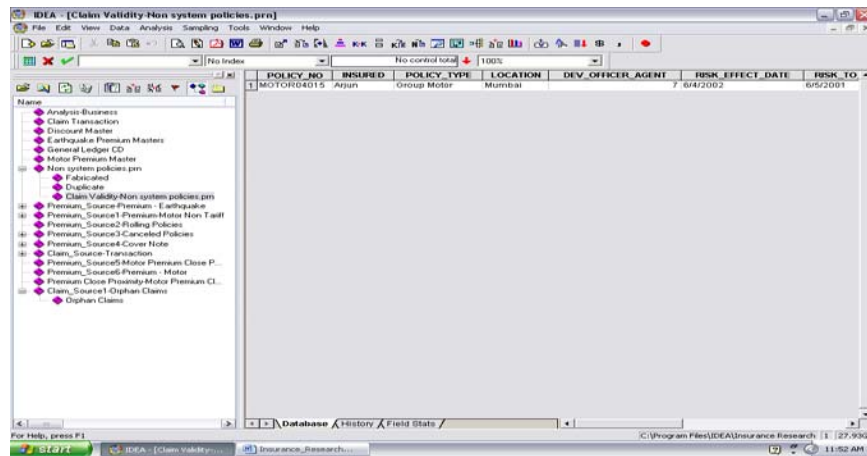 IDEA - [Claim Validity-Non system policies.prn]
File Edit View Data Analysis Sampling Tools Window Help
No Index
No control total
100%
Name
Analysis-Business
Claim Transaction
Discount Master
Earthquake Premium Masters
General Ledger CD
Motor Premium Master
Non system policies.prn
Fabricated
Duplicate
Claim Validity-Non system policies.prn
Premium_Source-Premium - Earthquake
Premium_Source1-Premium-Motor Non Tariff
Premium_Source2-Rolling Policies
Premium_Source3-Canceled Policies
Premium_Source4-Cover Note
Claim_Source-Transaction
Premium_Source5-Motor Premium Close P...
Premium_Source6-Premium - Motor
Premium Close Proximity-Motor Premium Cl...
Claim_Source1-Orphan Claims
Orphan Claims
POLICY_NO INSURED POLICY_TYPE LOCATION DEV_OFFICER_AGENT RISK_EFFECT_DATE RISK_TO_
1 MOTOR04015 Arjun Group Motor Mumbai 7 6/4/2002 6/5/2001
Database History Field Stats
For Help, press F1
C:\Program Files\IDEA\Insurance Research 1 27.93G
start
IDEA - [Claim Validity-...
Insurance_Research...
11:52 AM